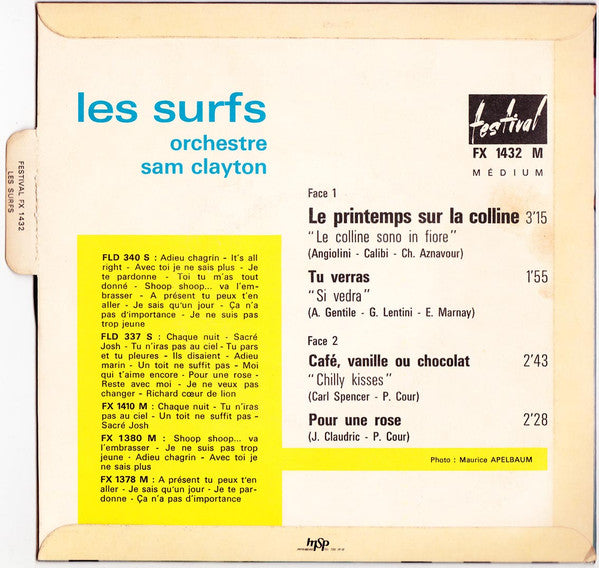 les surfs
orchestre
sam clayton
festival
FX 1432 M
MÉDIUM
FESTIVAL FX 1432
LES SURFS
Face 1
Le printemps sur la colline 3'15
"Le colline sono in fiore"
(Angiolini - Calibi - Ch. Aznavour)
Tu verras 1'55
"Si vedra"
(A. Gentile - G. Lentini - E. Marnay)
Face 2
Café, vanille ou chocolat 2'43
"Chilly kisses"
(Carl Spencer - P. Cour)
Pour une rose 2'28
(J. Claudric - P. Cour)
Photo : Maurice APELBAUM
FLD 340 S : Adieu chagrin - It's all
right - Avec toi je ne sais plus - Je
te pardonne - Toi tu m'as tout
donné - Shoop shoop... va l'em-
brasser - A présent tu peux t'en
aller - Je sais qu'un jour - Ça n'a
pas d'importance - Je ne suis pas
trop jeune
FLD 337 S : Chaque nuit - Sacré
Josh - Tu n'iras pas au ciel - Tu pars
et tu pleures - Ils disaient - Adieu
marin - Un toit ne suffit pas - Moi
qui t'aime encore - Pour une rose -
Reste avec moi - Je ne veux pas
changer - Richard cœur de lion
FX 1410 M : Chaque nuit - Tu n'iras
pas au ciel - Un toit ne suffit pas -
Sacré Josh
FX 1380 M : Shoop shoop... va
l'embrasser - Je ne suis pas trop
jeune - Adieu chagrin - Avec toi je
ne sais plus
FX 1378 M : A présent tu peux t'en
aller - Je sais qu'un jour - Je te par-
donne - Ça n'a pas d'importance